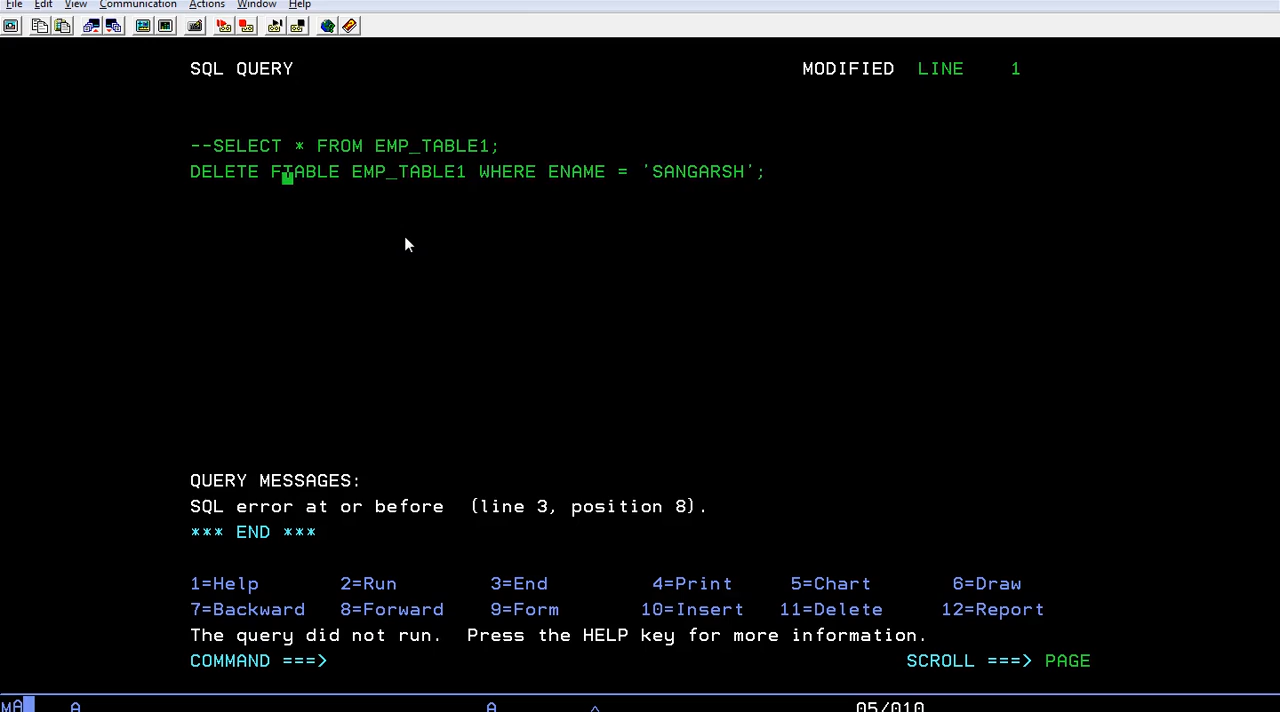 File Edit View Communication Actions Window Help
SQL QUERY MODIFIED LINE 1
--SELECT * FROM EMP_TABLE1;
DELETE FTABLE EMP_TABLE1 WHERE ENAME = 'SANGARSH';
QUERY MESSAGES:
SQL error at or before (line 3, position 8).
*** END ***
1=Help 2=Run 3=End 4=Print 5=Chart 6=Draw
7=Backward 8=Forward 9=Form 10=Insert 11=Delete 12=Report
The query did not run. Press the HELP key for more information.
COMMAND ===> SCROLL ===> PAGE
MA A A ^ 05/010